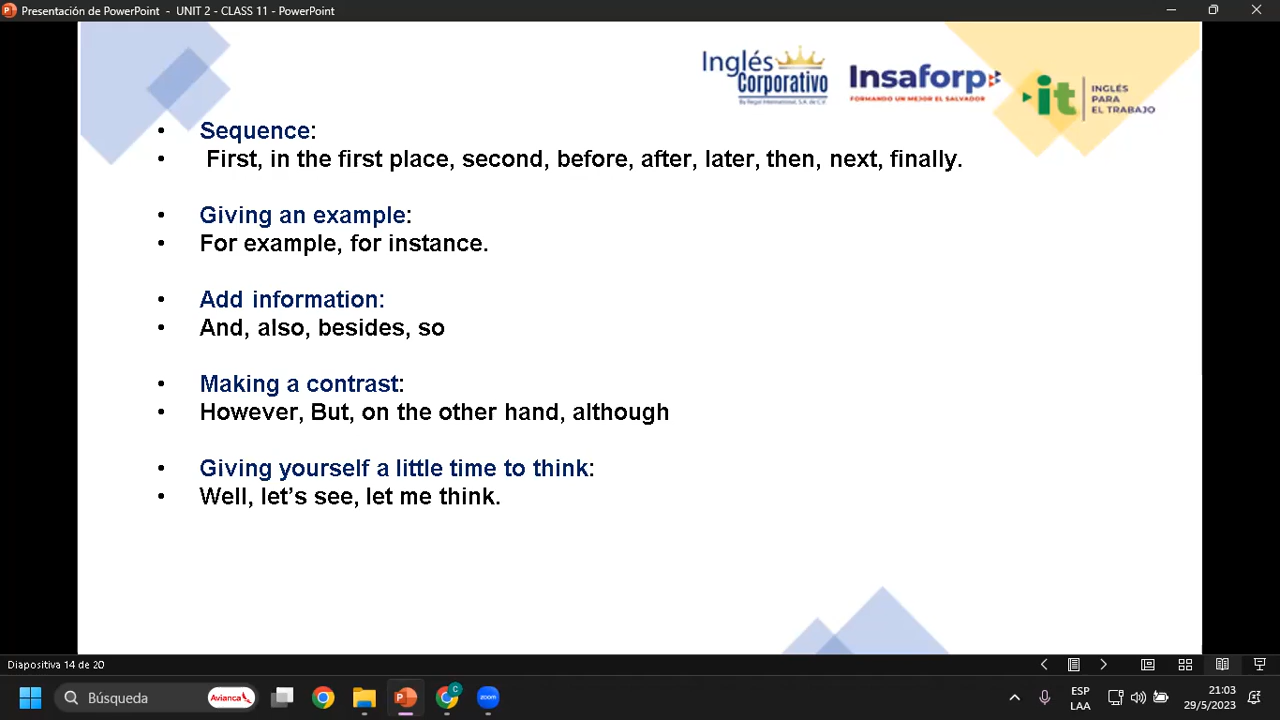 Presentación de PowerPoint - UNIT 2 - CLASS 11 - PowerPoint
Inglés
Corporativo
By Regal International, S.A. de C.V.
Insaforp
FORMANDO UN MEJOR EL SALVADOR
it
INGLÉS
PARA
EL TRABAJO
• Sequence:
• First, in the first place, second, before, after, later, then, next, finally.
• Giving an example:
• For example, for instance.
• Add information:
• And, also, besides, so
• Making a contrast:
• However, But, on the other hand, although
• Giving yourself a little time to think:
• Well, let’s see, let me think.
Diapositiva 14 de 20
Búsqueda
Avianca
C
zoom
ESP
LAA
21:03
29/5/2023